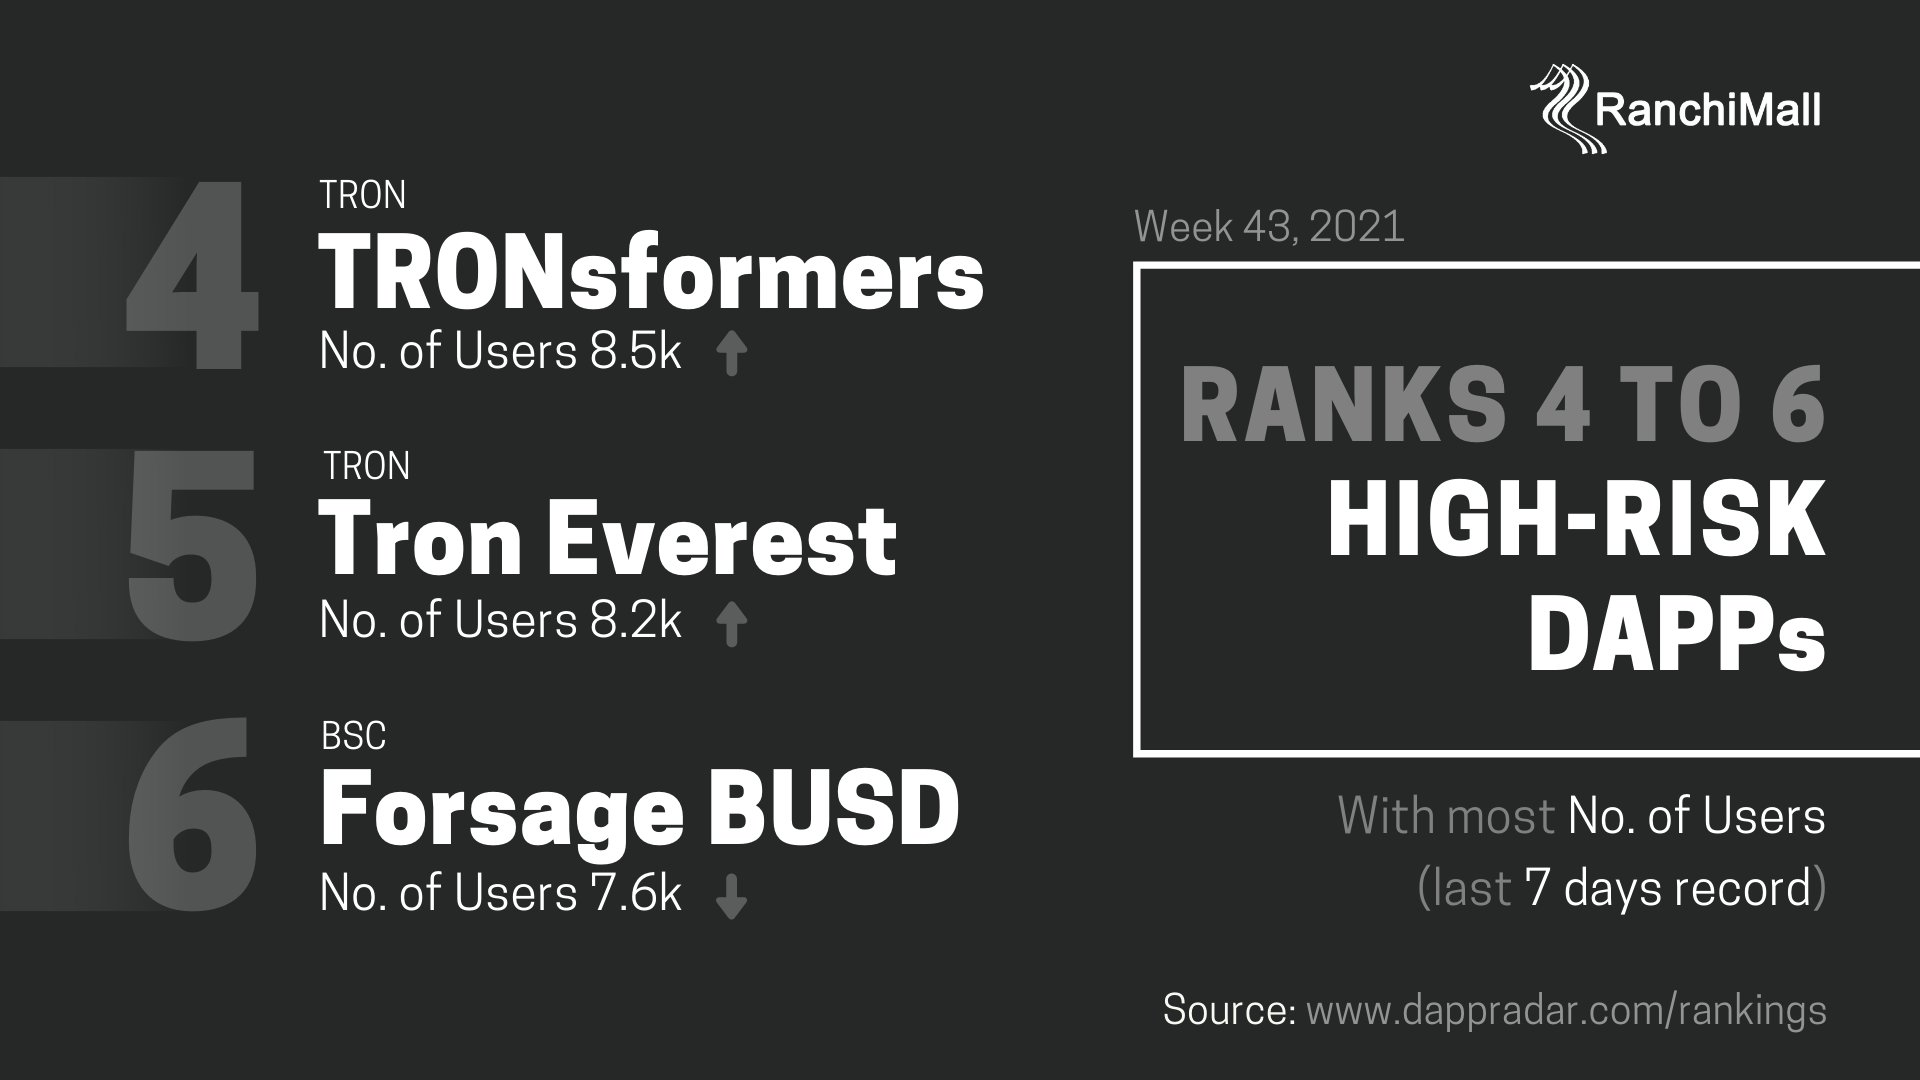 RanchiMall
4
TRON
TRONsformers
No. of Users 8.5k
5
TRON
Tron Everest
No. of Users 8.2k
6
BSC
Forsage BUSD
No. of Users 7.6k
Week 43, 2021
RANKS 4 TO 6
HIGH-RISK
DAPPs
With most No. of Users
(last 7 days record)
Source: www.dappradar.com/rankings